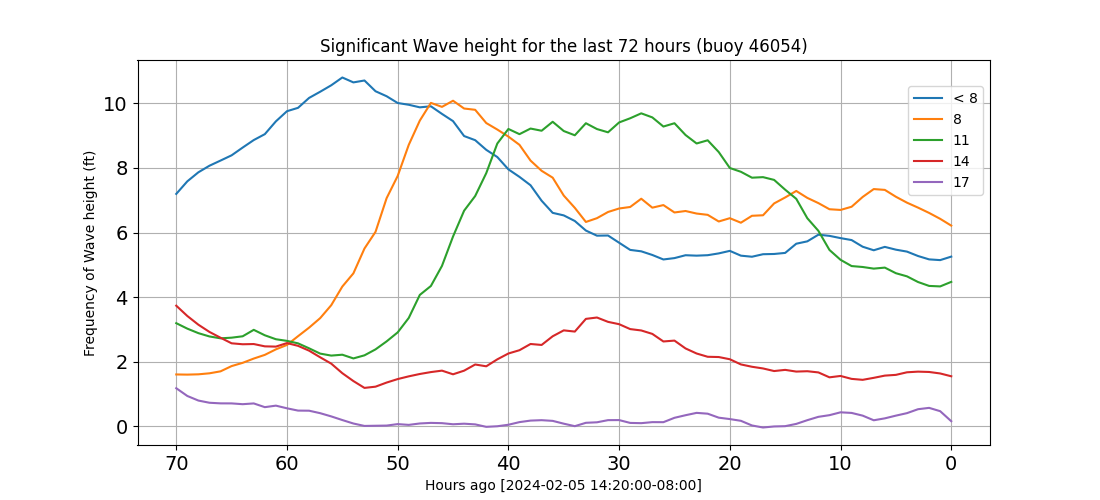 Significant Wave height for the last 72 hours (buoy 46054)
Frequency of Wave height (ft)
10
8
6
4
2
0
< 8
8
11
14
17
70 60 50 40 30 20 10 0
Hours ago [2024-02-05 14:20:00-08:00]